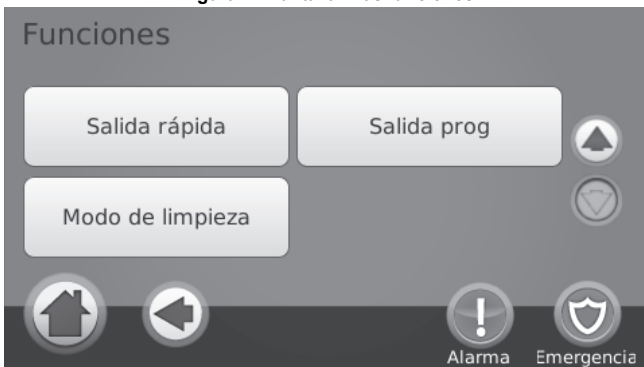 Funciones
Salida rápida
Salida prog
Modo de limpieza
Alarma
Emergencia